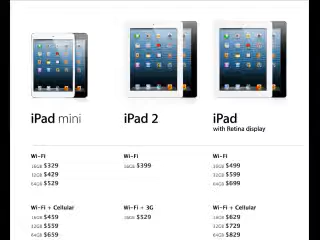 iPad mini
iPad 2
iPad
with Retina display
Wi-Fi
16GB $329
32GB $429
64GB $529
Wi-Fi
16GB $399
Wi-Fi
16GB $499
32GB $599
64GB $699
Wi-Fi + Cellular
16GB $459
32GB $559
64GB $659
Wi-Fi + 3G
16GB $529
Wi-Fi + Cellular
16GB $629
32GB $729
64GB $829